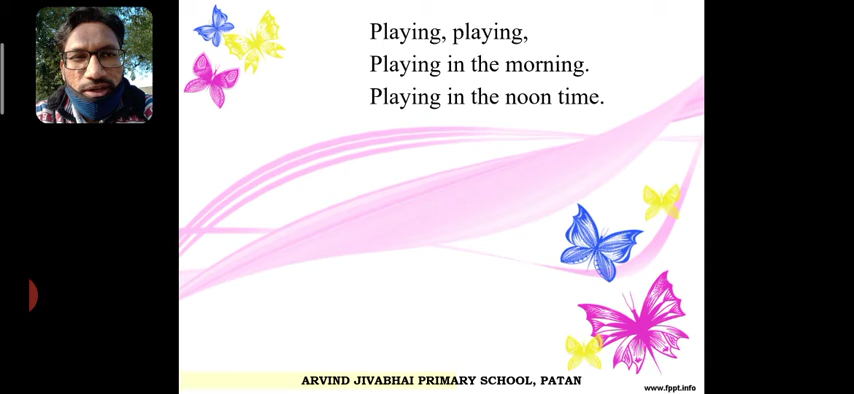 Playing, playing,
Playing in the morning.
Playing in the noon time.
ARVIND JIVABHAI PRIMARY SCHOOL, PATAN
www.fppt.info